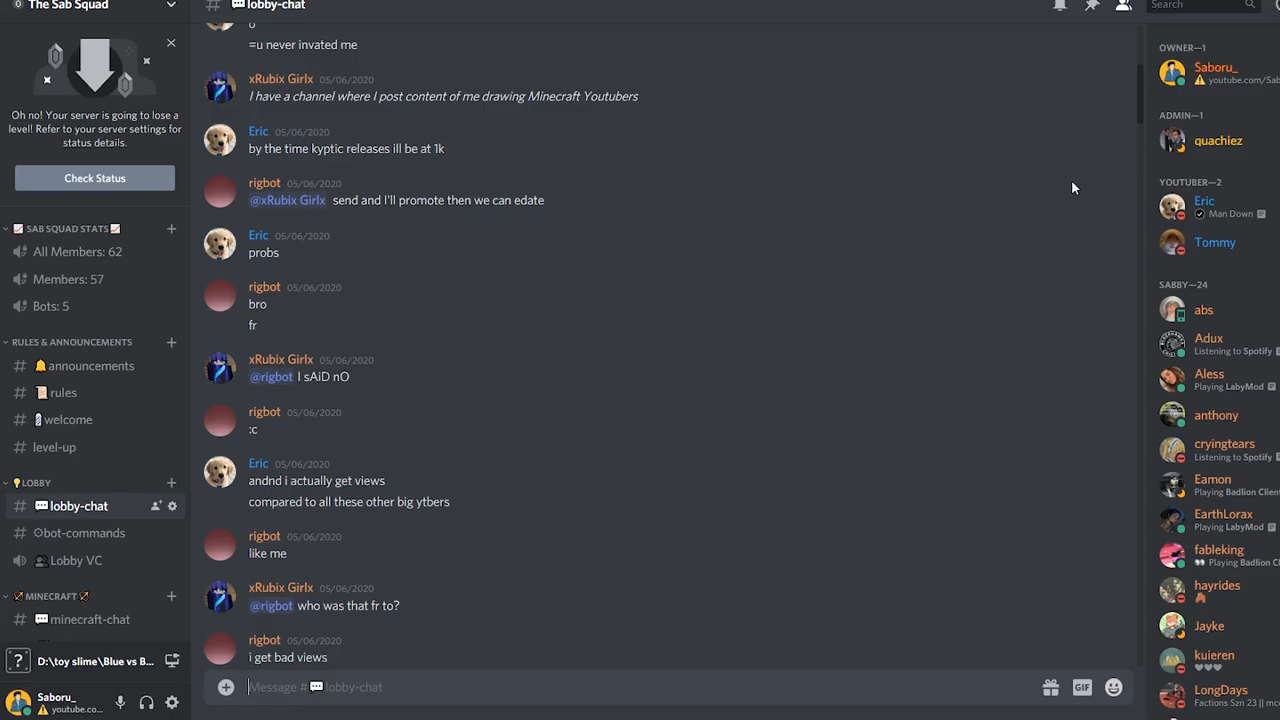 The Sab Squad
Oh no! Your server is going to lose a
level! Refer to your server settings for
status details.
Check Status
📈 SAB SQUAD STATS📈
All Members: 62
Members: 57
Bots: 5
RULES & ANNOUNCEMENTS
🔔announcements
📜rules
welcome
level-up
💡LOBBY
💬lobby-chat
⚙bot-commands
👥Lobby VC
⚔MINECRAFT⚔
💬minecraft-chat
D:\toy slime\Blue vs B...
Saboru_
⚠ youtube.co...
# 💬lobby-chat
Search
o
=u never invated me
xRubix Girlx 05/06/2020
I have a channel where I post content of me drawing Minecraft Youtubers
Eric 05/06/2020
by the time kyptic releases ill be at 1k
rigbot 05/06/2020
@xRubix Girlx send and I'll promote then we can edate
Eric 05/06/2020
probs
rigbot 05/06/2020
bro
fr
xRubix Girlx 05/06/2020
@rigbot I sAiD nO
rigbot 05/06/2020
:c
Eric 05/06/2020
andnd i actually get views
compared to all these other big ytbers
rigbot 05/06/2020
like me
xRubix Girlx 05/06/2020
@rigbot who was that fr to?
rigbot 05/06/2020
i get bad views
Message #💬lobby-chat
GIF
OWNER—1
Saboru_
⚠ youtube.com/Sab
ADMIN—1
quachiez
YOUTUBER—2
Eric
Man Down
Tommy
SABBY—24
abs
Adux
Listening to Spotify
Aless
Playing LabyMod
anthony
cryingtears
Listening to Spotify
Eamon
Playing Badlion Client
EarthLorax
Playing LabyMod
fableking
👀 Playing Badlion Cl
hayrides
Jayke
kuieren
♥♥♥
LongDays
Factions Szn 23 || mc